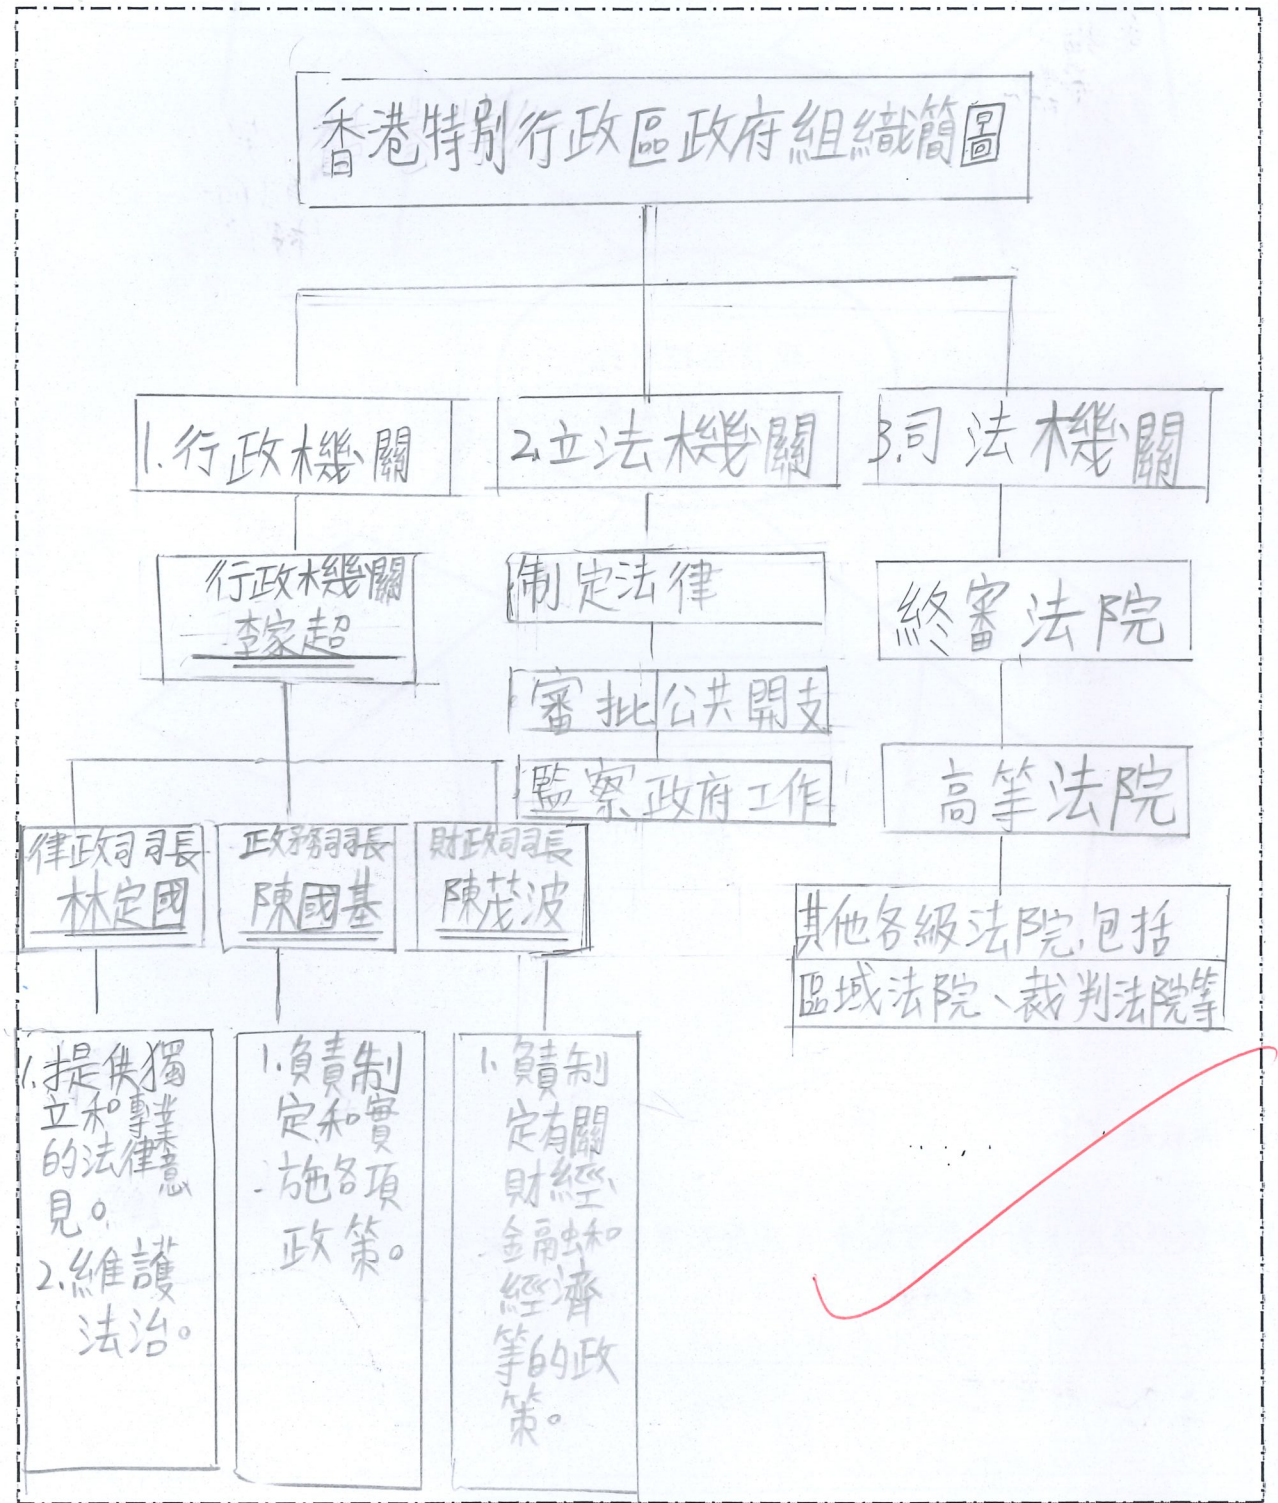 香港特別行政區政府組織簡圖
1.行政機關
2.立法機關
3.司法機關
行政機關
李家超
制定法律
審批公共開支
監察政府工作
終審法院
高等法院
其他各級法院,包括
區域法院、裁判法院等
律政司司長
林定國
政務司司長
陳國基
財政司司長
陳茂波
1.提供獨
立和專業
的法律意
見。
2.維護
法治。
1.負責制
定和實
施各項
政策。
1.負責制
定有關
財經、
金融和
經濟
等的政
策。